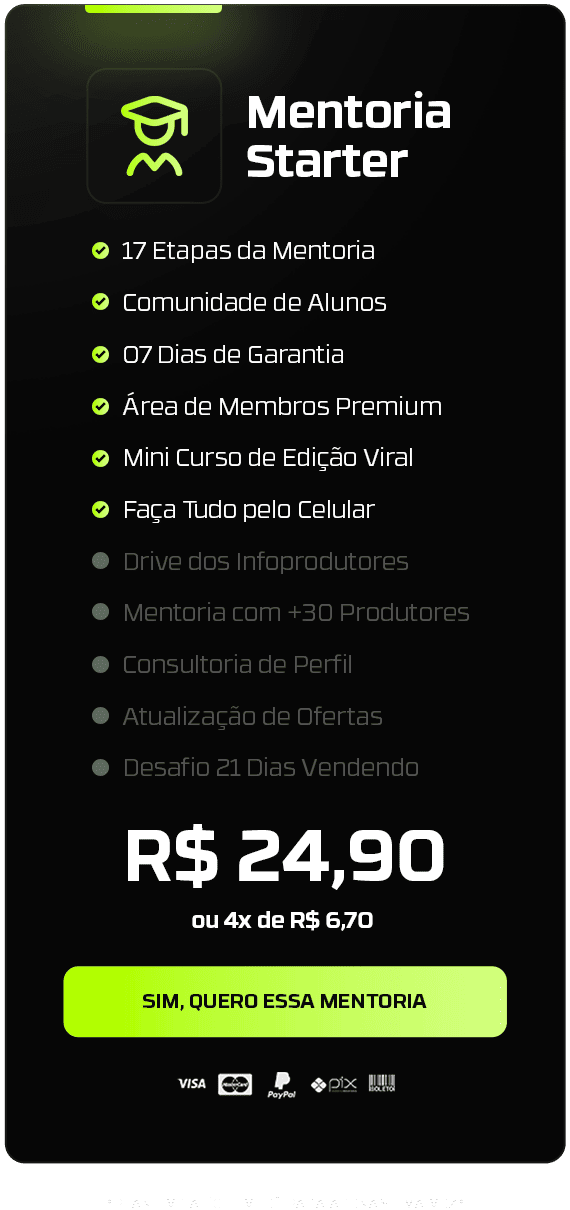 Mentoria
Starter
17 Etapas da Mentoria
Comunidade de Alunos
07 Dias de Garantia
Área de Membros Premium
Mini Curso de Edição Viral
Faça Tudo pelo Celular
Drive dos Infoprodutores
Mentoria com +30 Produtores
Consultoria de Perfil
Atualização de Ofertas
Desafio 21 Dias Vendendo
R$ 24,90
ou 4x de R$ 6,70
SIM, QUERO ESSA MENTORIA
VISA MasterCard PayPal pix BOLETO